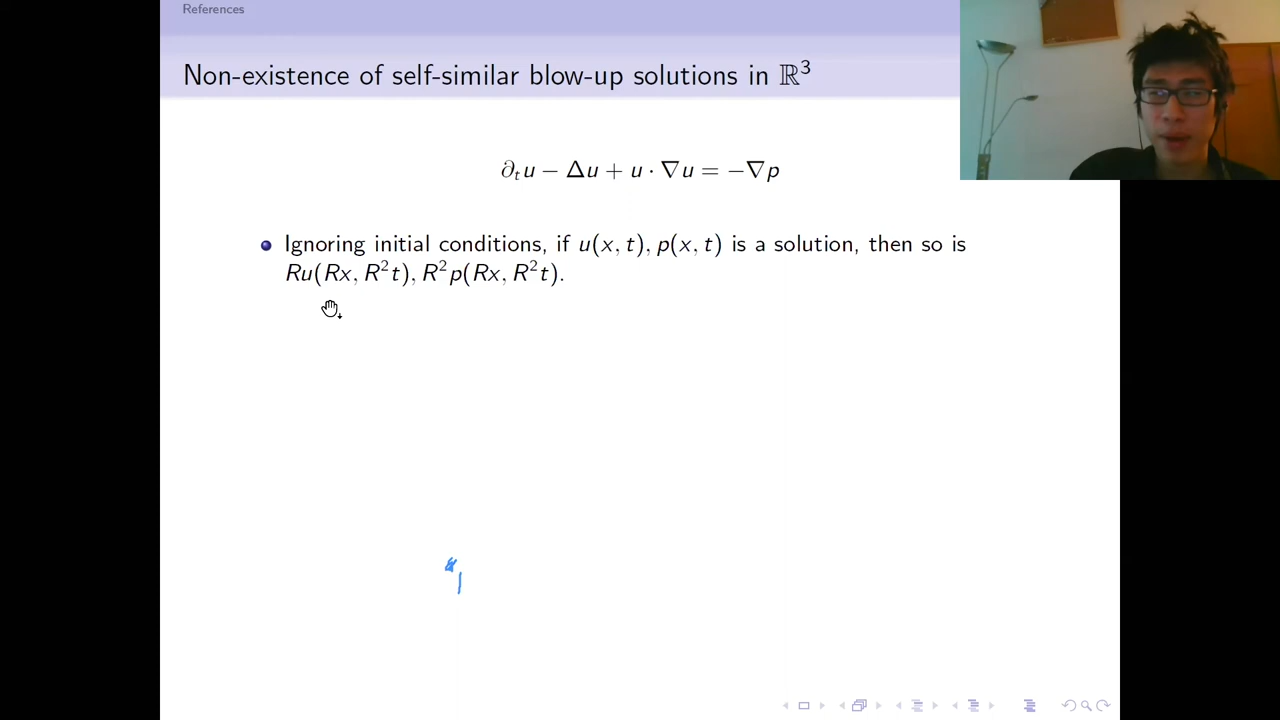 References
Non-existence of self-similar blow-up solutions in ℝ³
∂ₜu − Δu + u · ∇u = −∇p
Ignoring initial conditions, if u(x, t), p(x, t) is a solution, then so is
Ru(Rx, R²t), R²p(Rx, R²t).